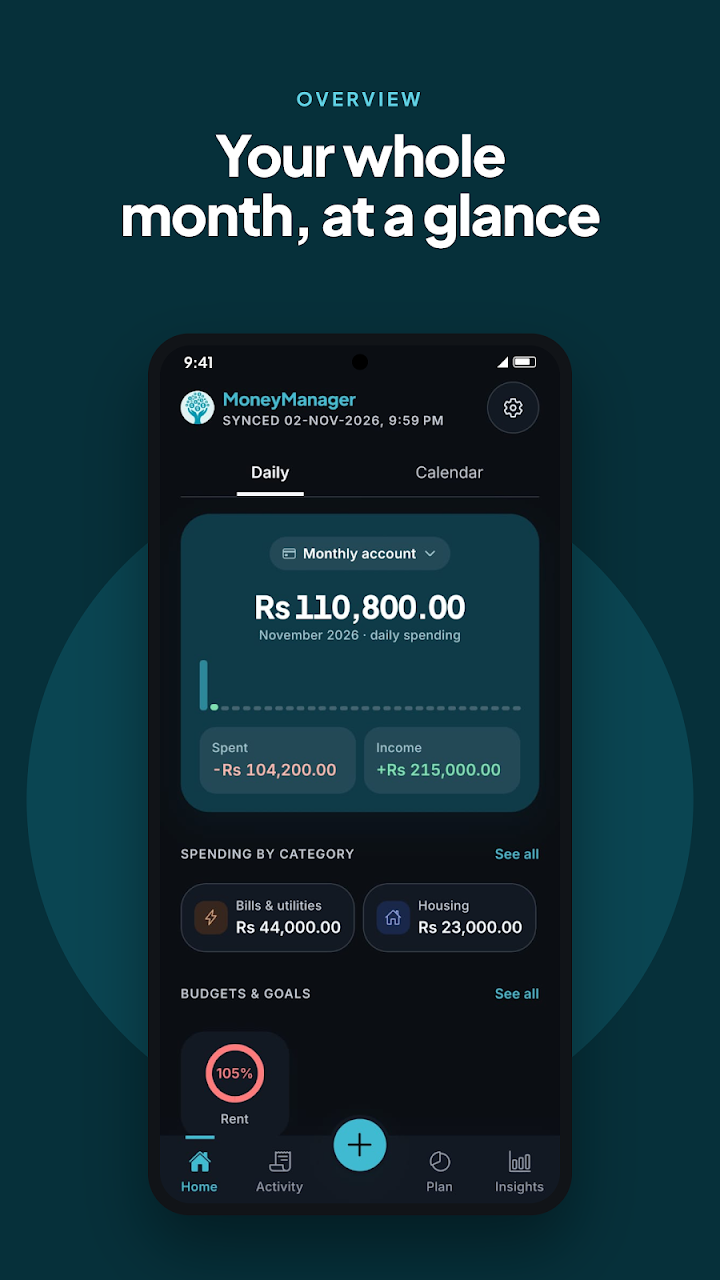 OVERVIEW
Your whole
month, at a glance
9:41
MoneyManager
SYNCED 02-NOV-2026, 9:59 PM
Daily
Calendar
Monthly account
Rs 110,800.00
November 2026 · daily spending
Spent
-Rs 104,200.00
Income
+Rs 215,000.00
SPENDING BY CATEGORY
See all
Bills & utilities
Rs 44,000.00
Housing
Rs 23,000.00
BUDGETS & GOALS
See all
105%
Rent
Home
Activity
Plan
Insights